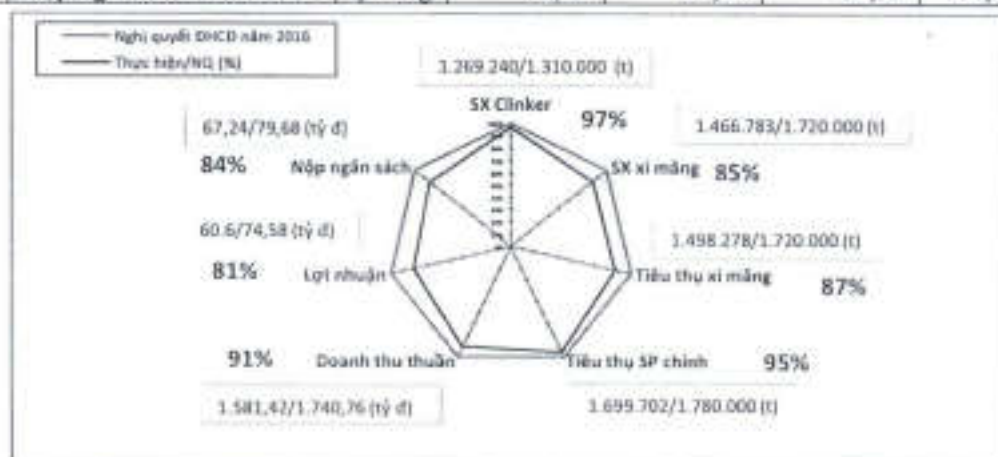 Nghị quyết ĐHCĐ năm 2016
Thực hiện/NQ (%)
1.269.240/1.310.000 (t)
SX Clinker
97%
67,24/79,68 (tỷ đ)
1.466.783/1.720.000 (t)
84%
Nộp ngân sách
SX xi măng
85%
60.6/74,58 (tỷ đ)
1.498.278/1.720.000 (t)
81%
Lợi nhuận
Tiêu thụ xi măng
87%
91%
Doanh thu thuần
Tiêu thụ SP chính
95%
1.581,42/1.740,76 (tỷ đ)
1.699.702/1.780.000 (t)